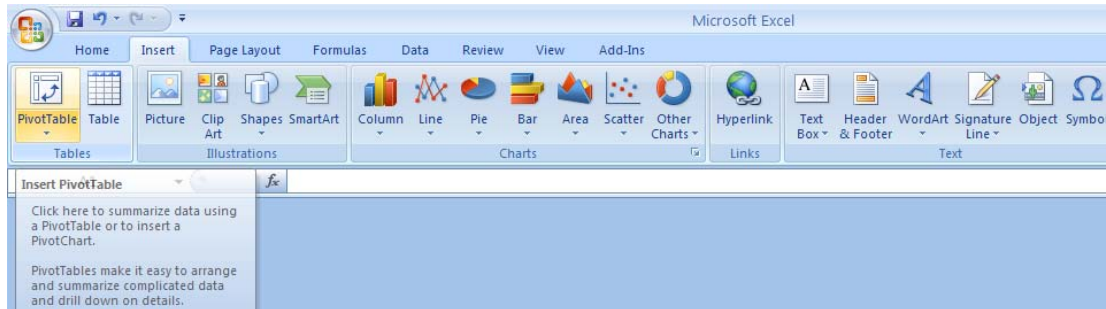 Microsoft Excel
Home Insert Page Layout Formulas Data Review View Add-Ins
PivotTable Table Picture Clip Art Shapes SmartArt Column Line Pie Bar Area Scatter Other Charts Hyperlink Text Box Header & Footer WordArt Signature Line Object Symbo
Tables Illustrations Charts Links Text
Insert PivotTable
fx
Click here to summarize data using
a PivotTable or to insert a
PivotChart.
PivotTables make it easy to arrange
and summarize complicated data
and drill down on details.